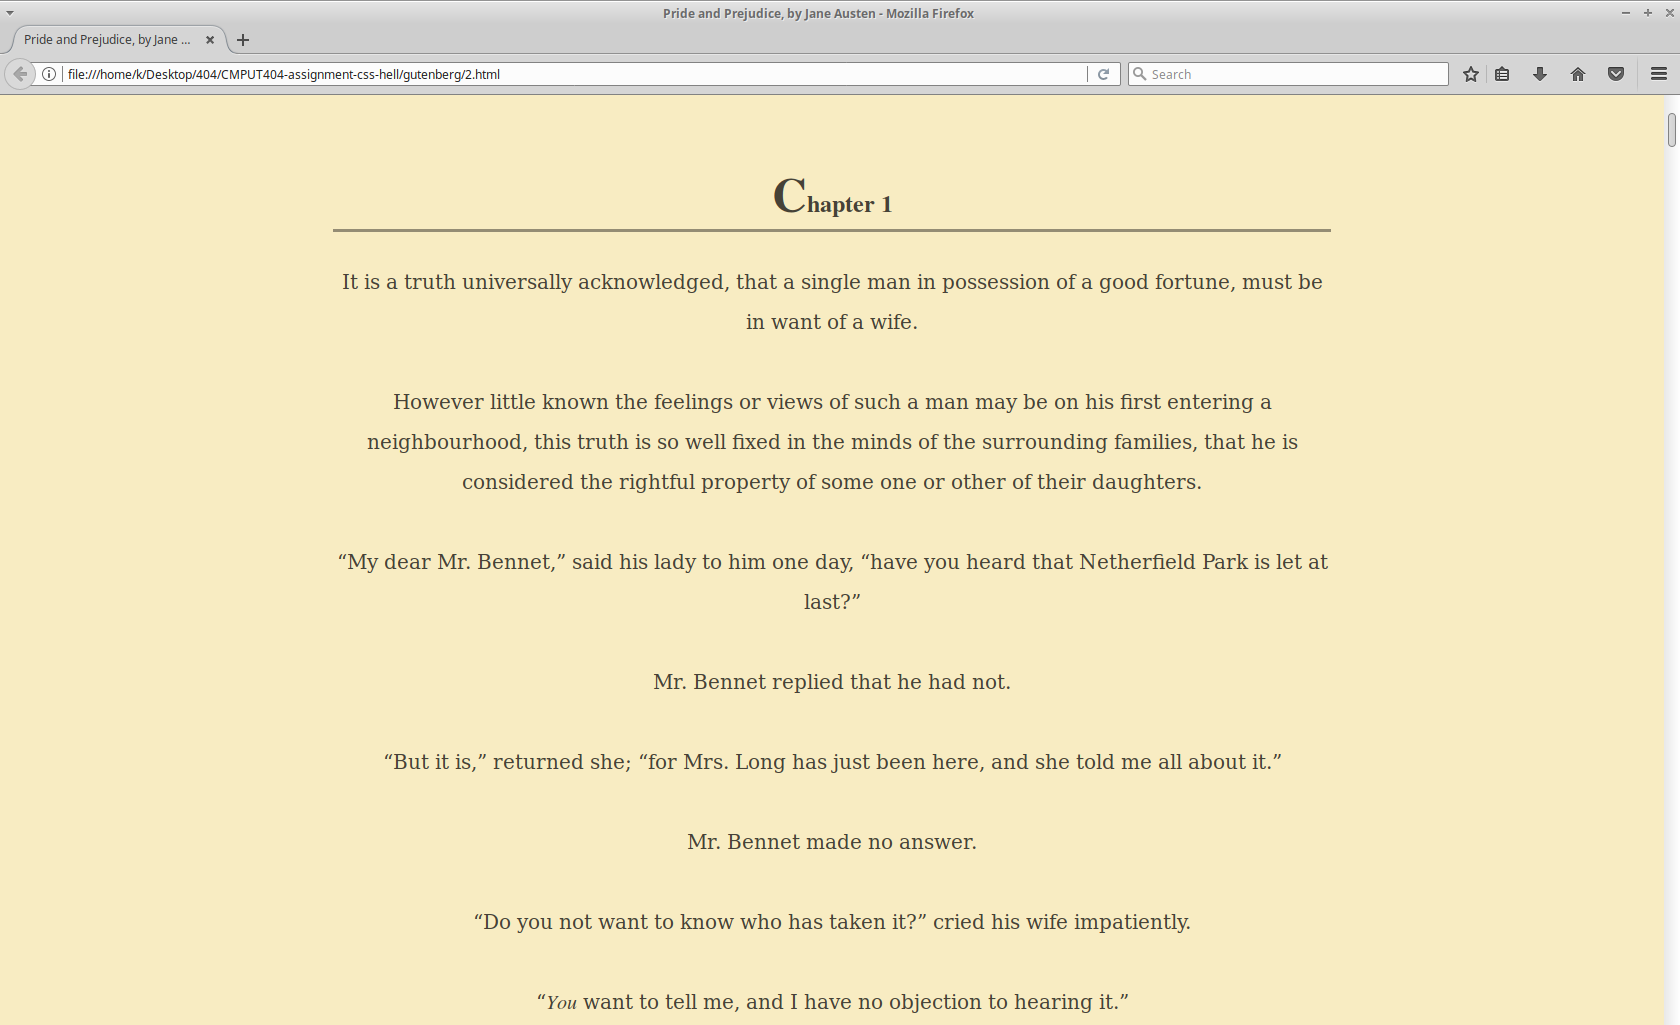 Pride and Prejudice, by Jane Austen - Mozilla Firefox
Pride and Prejudice, by Jane ...
file:///home/k/Desktop/404/CMPUT404-assignment-css-hell/gutenberg/2.html
Search
Chapter 1
It is a truth universally acknowledged, that a single man in possession of a good fortune, must be
in want of a wife.
However little known the feelings or views of such a man may be on his first entering a
neighbourhood, this truth is so well fixed in the minds of the surrounding families, that he is
considered the rightful property of some one or other of their daughters.
“My dear Mr. Bennet,” said his lady to him one day, “have you heard that Netherfield Park is let at
last?”
Mr. Bennet replied that he had not.
“But it is,” returned she; “for Mrs. Long has just been here, and she told me all about it.”
Mr. Bennet made no answer.
“Do you not want to know who has taken it?” cried his wife impatiently.
“You want to tell me, and I have no objection to hearing it.”